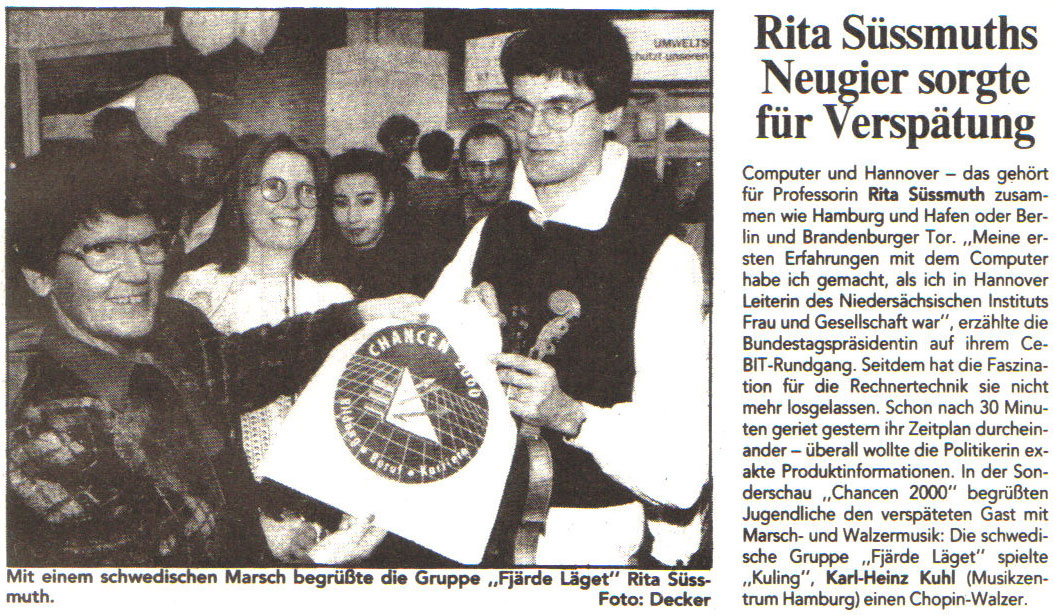 UMWELTS
schützt unseren
CHANCEN 2000
Beruf • Karriere
Mit einem schwedischen Marsch begrüßte die Gruppe „Fjärde Läget" Rita Süss-
muth.
Foto: Decker
Rita Süssmuths
Neugier sorgte
für Verspätung
Computer und Hannover – das gehört
für Professorin Rita Süssmuth zusam-
men wie Hamburg und Hafen oder Ber-
lin und Brandenburger Tor. „Meine er-
sten Erfahrungen mit dem Computer
habe ich gemacht, als ich in Hannover
Leiterin des Niedersächsischen Instituts
Frau und Gesellschaft war", erzählte die
Bundestagspräsidentin auf ihrem Ce-
BIT-Rundgang. Seitdem hat die Faszina-
tion für die Rechnertechnik sie nicht
mehr losgelassen. Schon nach 30 Minu-
ten geriet gestern ihr Zeitplan durchein-
ander – überall wollte die Politikerin ex-
akte Produktinformationen. In der Son-
derschau „Chancen 2000" begrüßten
Jugendliche den verspäteten Gast mit
Marsch- und Walzermusik: Die schwedi-
sche Gruppe „Fjärde Läget" spielte
„Kuling", Karl-Heinz Kuhl (Musikzen-
trum Hamburg) einen Chopin-Walzer.